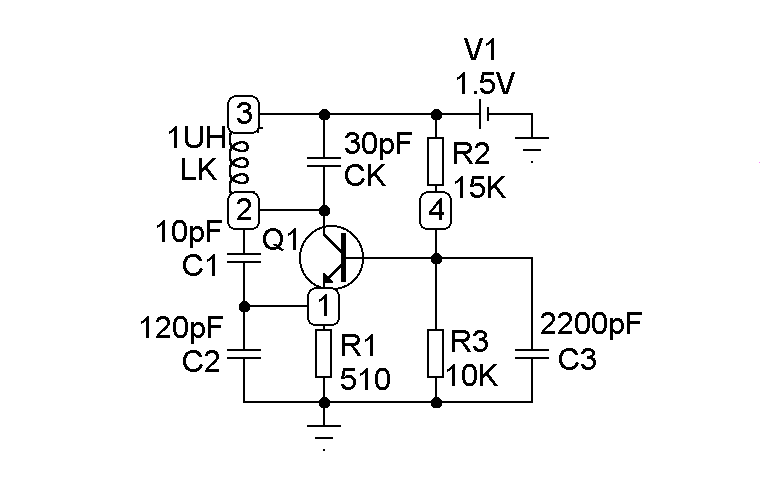 V1
1.5V
3
1UH
LK
30pF
CK
R2
15K
2
4
10pF
C1
Q1
1
120pF
C2
R1
510
R3
10K
2200pF
C3